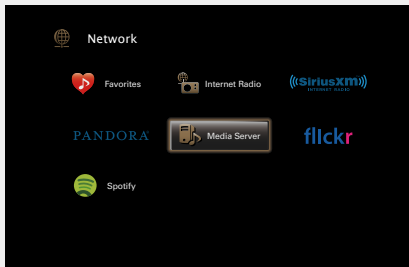 Network
Favorites
Internet Radio
((SiriusXM))
INTERNET RADIO
PANDORA
Media Server
flickr
Spotify